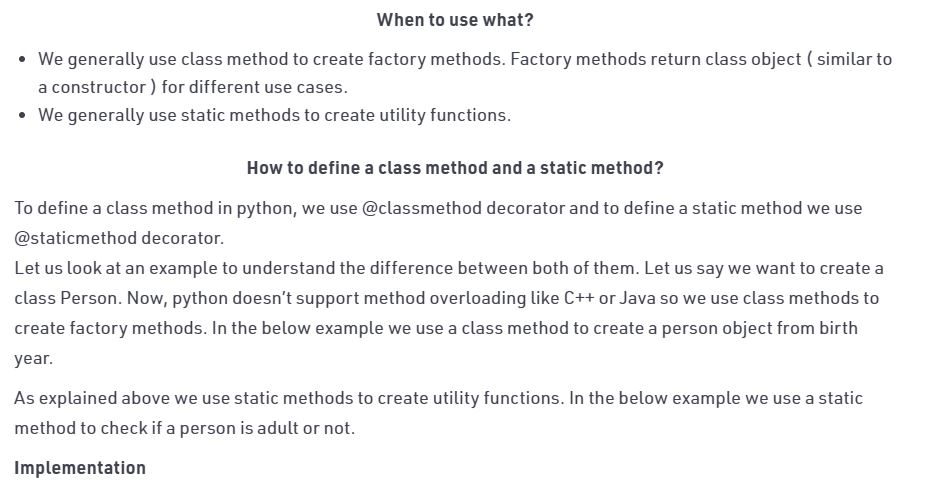 When to use what?
• We generally use class method to create factory methods. Factory methods return class object ( similar to
a constructor ) for different use cases.
• We generally use static methods to create utility functions.
How to define a class method and a static method?
To define a class method in python, we use @classmethod decorator and to define a static method we use
@staticmethod decorator.
Let us look at an example to understand the difference between both of them. Let us say we want to create a
class Person. Now, python doesn’t support method overloading like C++ or Java so we use class methods to
create factory methods. In the below example we use a class method to create a person object from birth
year.
As explained above we use static methods to create utility functions. In the below example we use a static
method to check if a person is adult or not.
Implementation